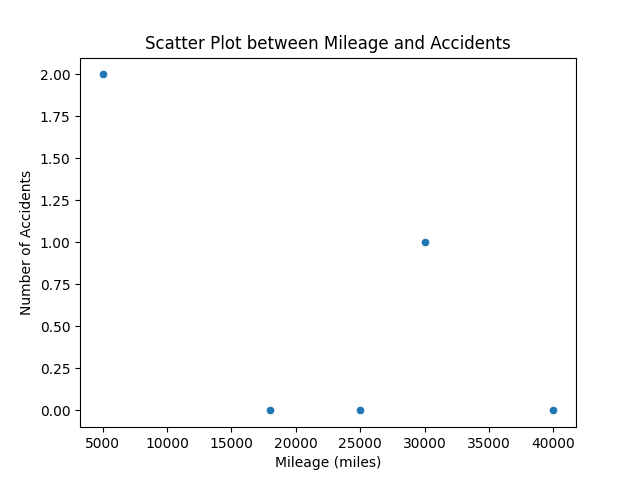 Scatter Plot between Mileage and Accidents
2.00
1.75
1.50
1.25
1.00
0.75
0.50
0.25
0.00
Number of Accidents
5000 10000 15000 20000 25000 30000 35000 40000
Mileage (miles)